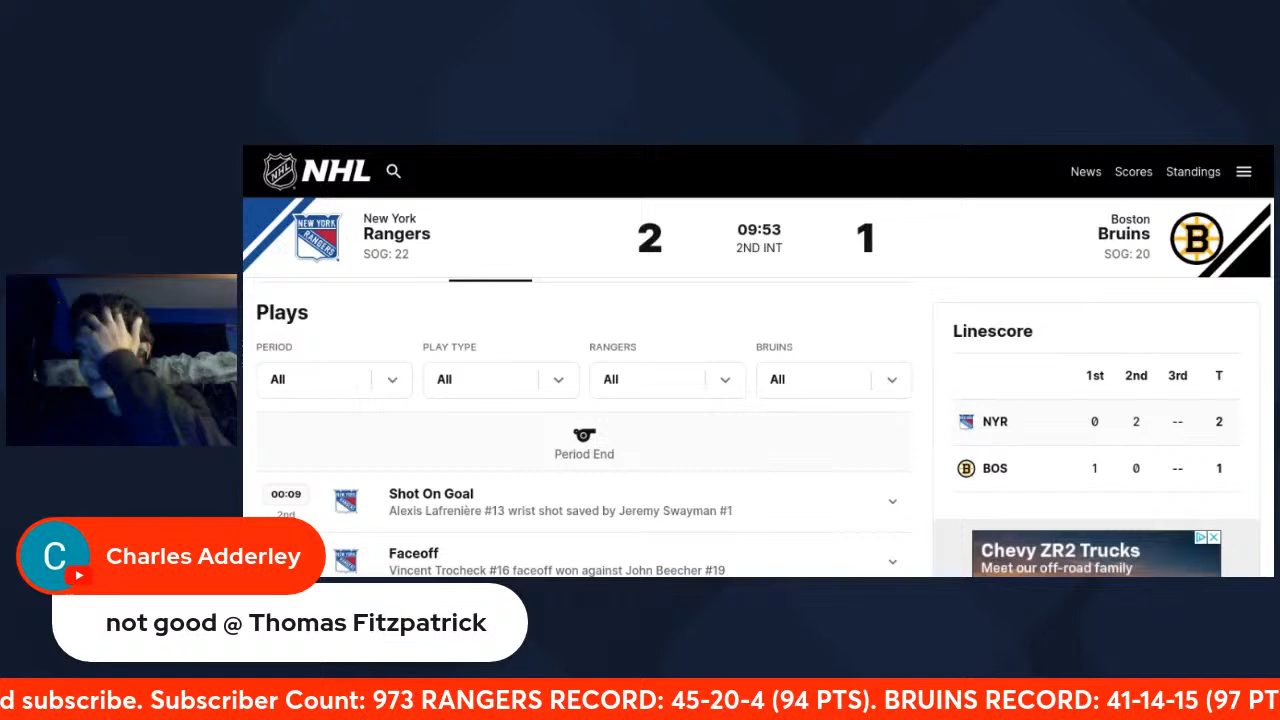 NHL
News Scores Standings
NEW YORK
RANGERS
New York
Rangers
SOG: 22
2
09:53
2ND INT
1
Boston
Bruins
SOG: 20
B
Plays
PERIOD PLAY TYPE RANGERS BRUINS
All All All All
Period End
00:09
2nd
Shot On Goal
Alexis Lafrenière #13 wrist shot saved by Jeremy Swayman #1
Faceoff
Vincent Trocheck #16 faceoff won against John Beecher #19
Linescore
1st 2nd 3rd T
NYR 0 2 -- 2
BOS 1 0 -- 1
Chevy ZR2 Trucks
Meet our off-road family
C
Charles Adderley
not good @ Thomas Fitzpatrick
d subscribe. Subscriber Count: 973 RANGERS RECORD: 45-20-4 (94 PTS). BRUINS RECORD: 41-14-15 (97 PT